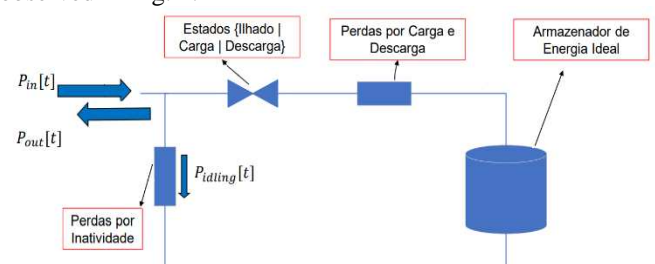 Estados {Ilhado |
Carga | Descarga}
Perdas por Carga e
Descarga
Armazenador de
Energia Ideal
P_in[t]
P_out[t]
P_idling[t]
Perdas por
Inatividade